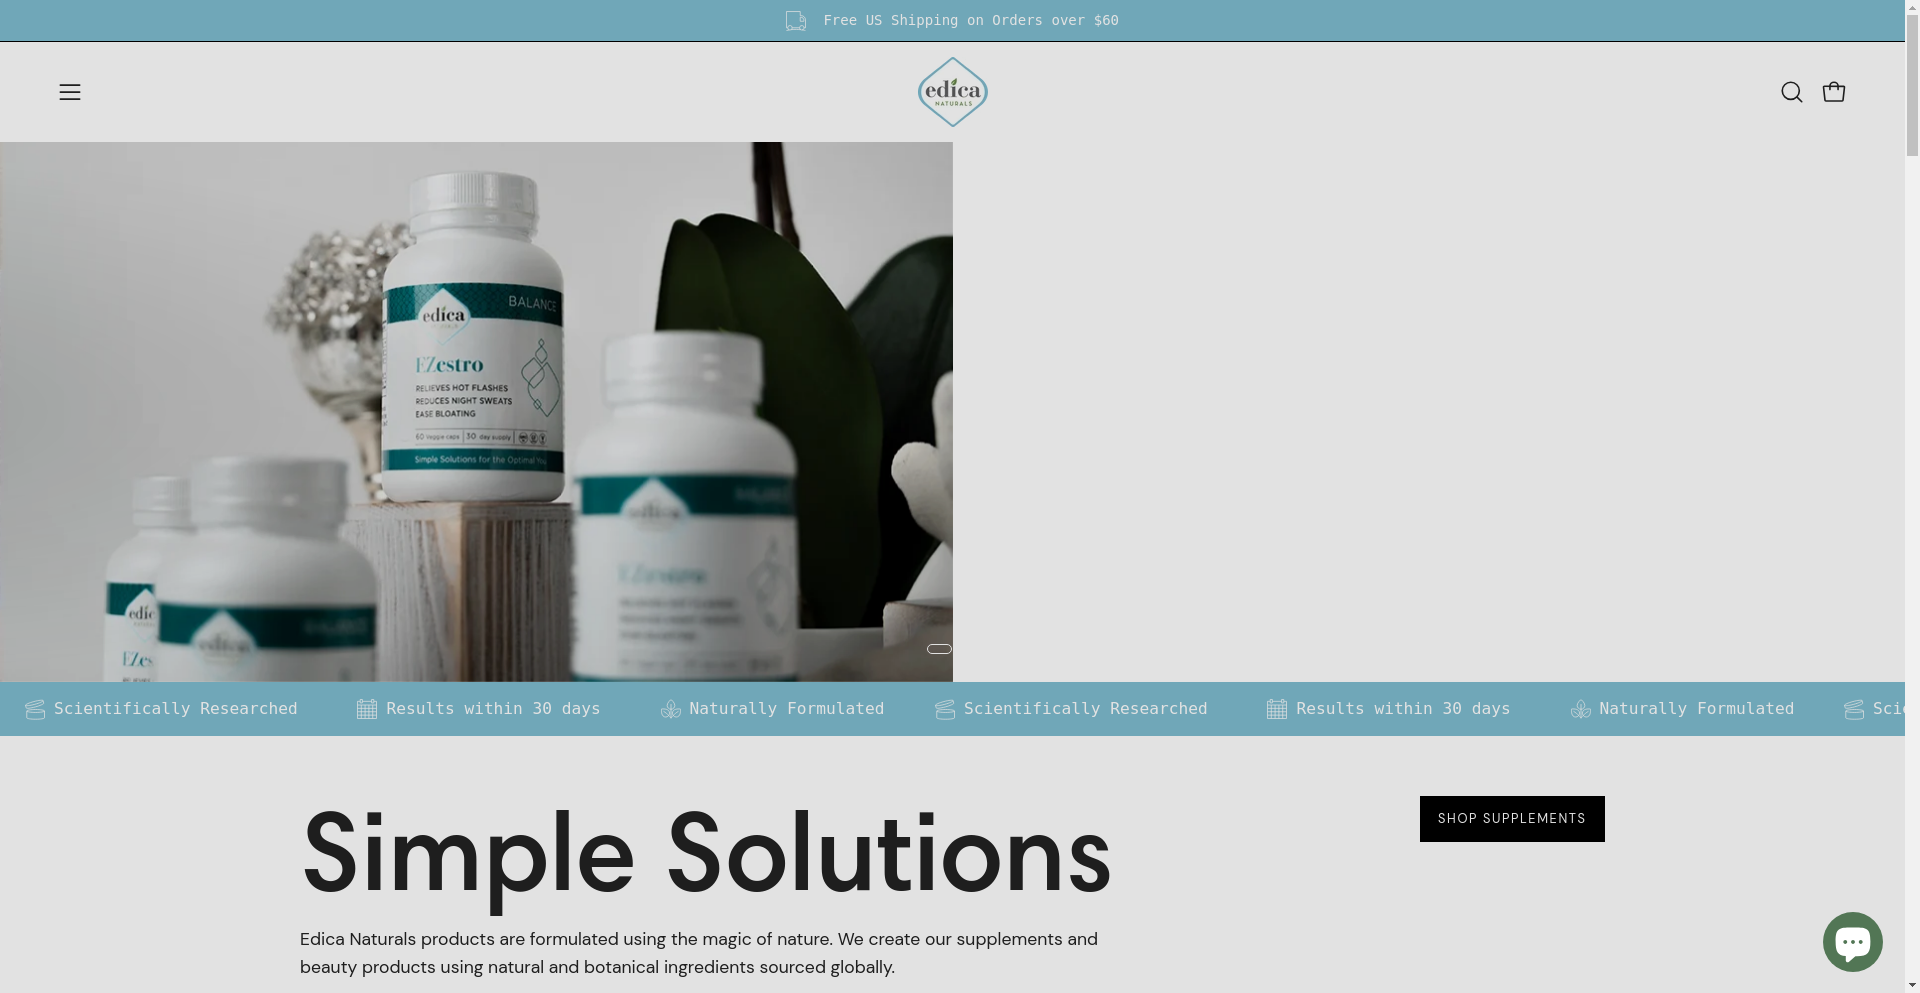 Free US Shipping on Orders over $60
edica
NATURALS
BALANCE
edica
EZestro
RELIEVES HOT FLASHES
REDUCES NIGHT SWEATS
EASE BLOATING
60 veggie caps | 30 day supply
Simple Solutions for the Optimal You
EZestro
edica
Scientifically Researched
Results within 30 days
Naturally Formulated
Scientifically Researched
Results within 30 days
Naturally Formulated
Simple Solutions
SHOP SUPPLEMENTS
Edica Naturals products are formulated using the magic of nature. We create our supplements and
beauty products using natural and botanical ingredients sourced globally.